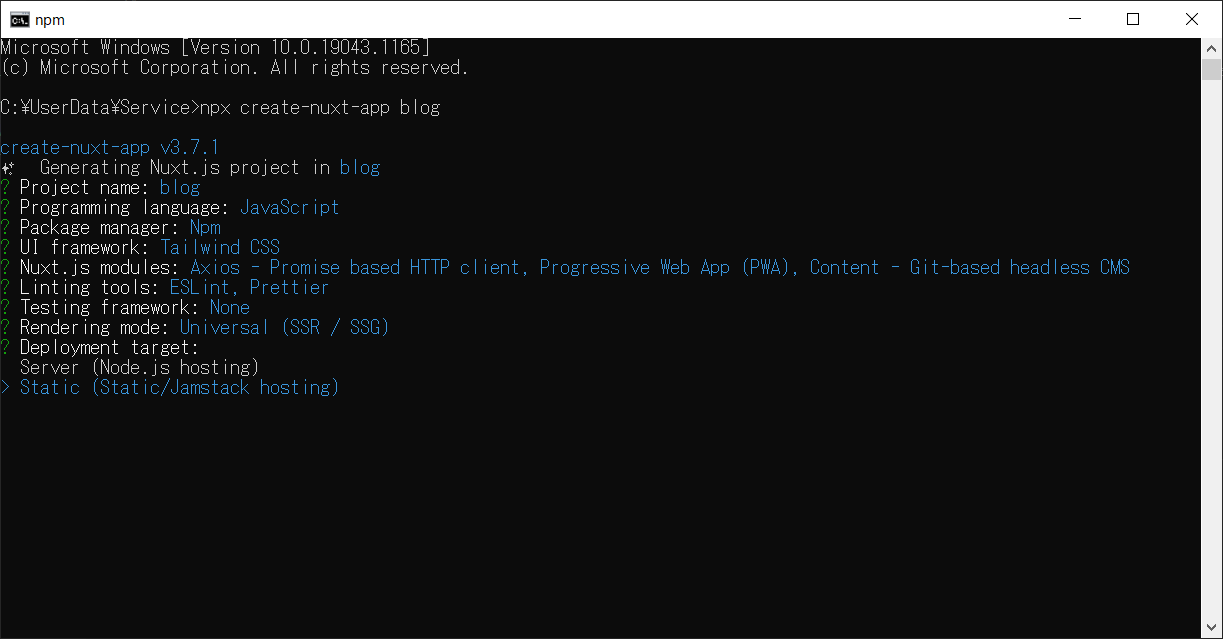 npm
Microsoft Windows [Version 10.0.19043.1165]
(c) Microsoft Corporation. All rights reserved.
C:¥UserData¥Service>npx create-nuxt-app blog
create-nuxt-app v3.7.1
✨  Generating Nuxt.js project in blog
? Project name: blog
? Programming language: JavaScript
? Package manager: Npm
? UI framework: Tailwind CSS
? Nuxt.js modules: Axios - Promise based HTTP client, Progressive Web App (PWA), Content - Git-based headless CMS
? Linting tools: ESLint, Prettier
? Testing framework: None
? Rendering mode: Universal (SSR / SSG)
? Deployment target:
  Server (Node.js hosting)
> Static (Static/Jamstack hosting)